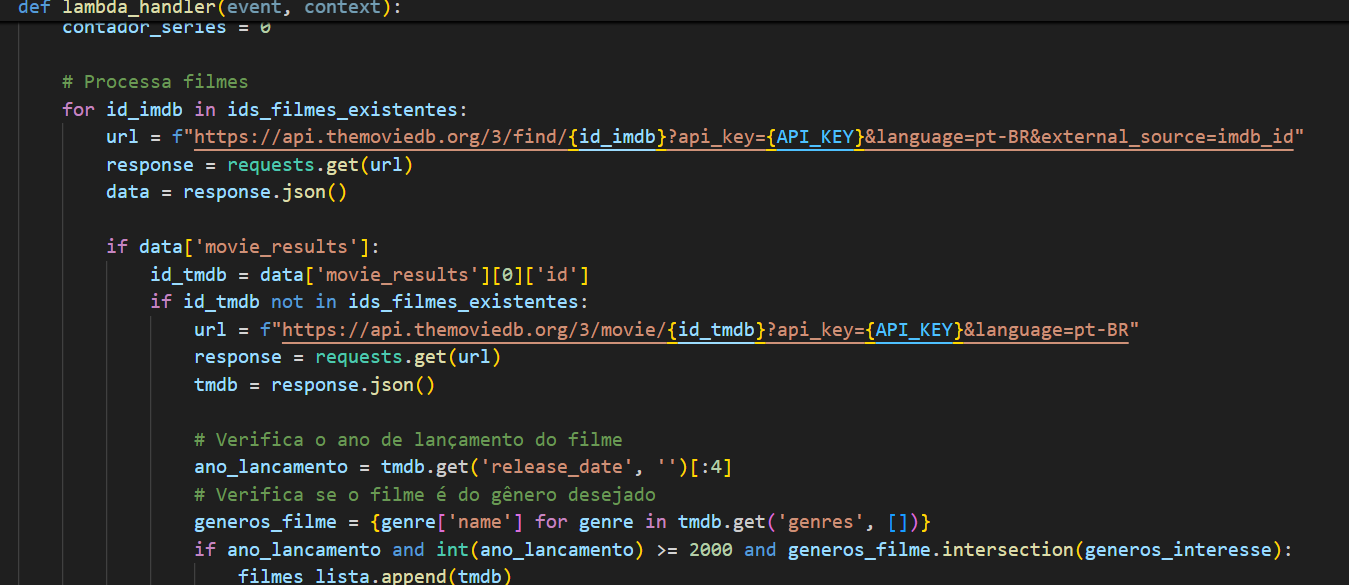 def lambda_handler(event, context):
contador_series = 0
# Processa filmes
for id_imdb in ids_filmes_existentes:
url = f"https://api.themoviedb.org/3/find/{id_imdb}?api_key={API_KEY}&language=pt-BR&external_source=imdb_id"
response = requests.get(url)
data = response.json()
if data['movie_results']:
id_tmdb = data['movie_results'][0]['id']
if id_tmdb not in ids_filmes_existentes:
url = f"https://api.themoviedb.org/3/movie/{id_tmdb}?api_key={API_KEY}&language=pt-BR"
response = requests.get(url)
tmdb = response.json()
# Verifica o ano de lançamento do filme
ano_lancamento = tmdb.get('release_date', '')[:4]
# Verifica se o filme é do gênero desejado
generos_filme = {genre['name'] for genre in tmdb.get('genres', [])}
if ano_lancamento and int(ano_lancamento) >= 2000 and generos_filme.intersection(generos_interesse):
filmes_lista.append(tmdb)